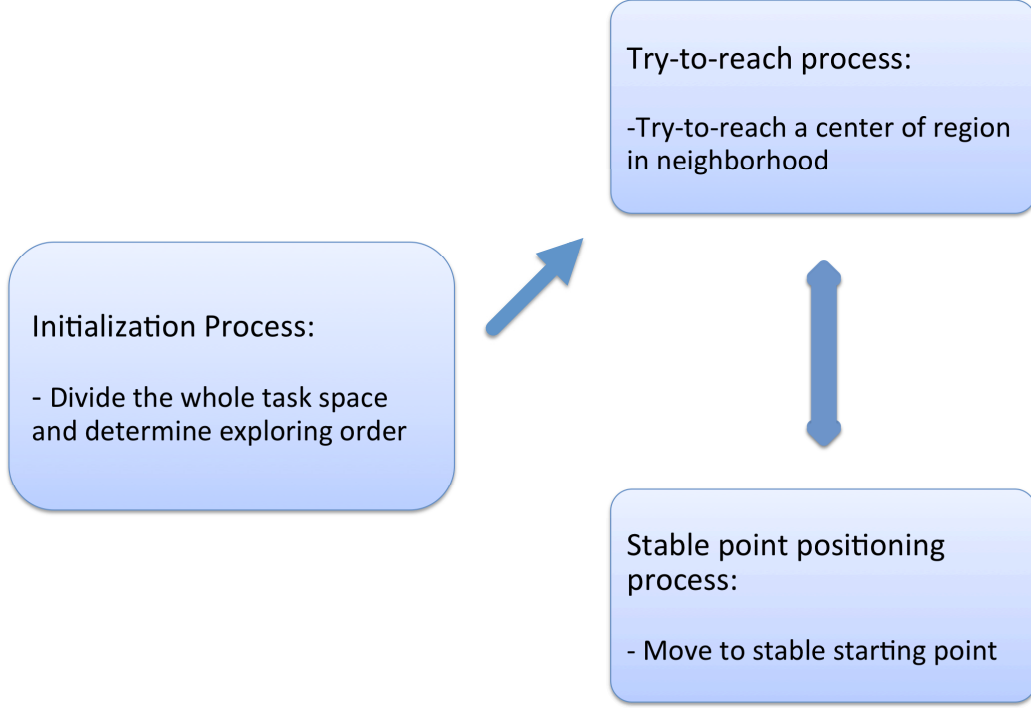 Try-to-reach process:
-Try-to-reach a center of region
in neighborhood
Initialization Process:
- Divide the whole task space
and determine exploring order
Stable point positioning
process:
- Move to stable starting point